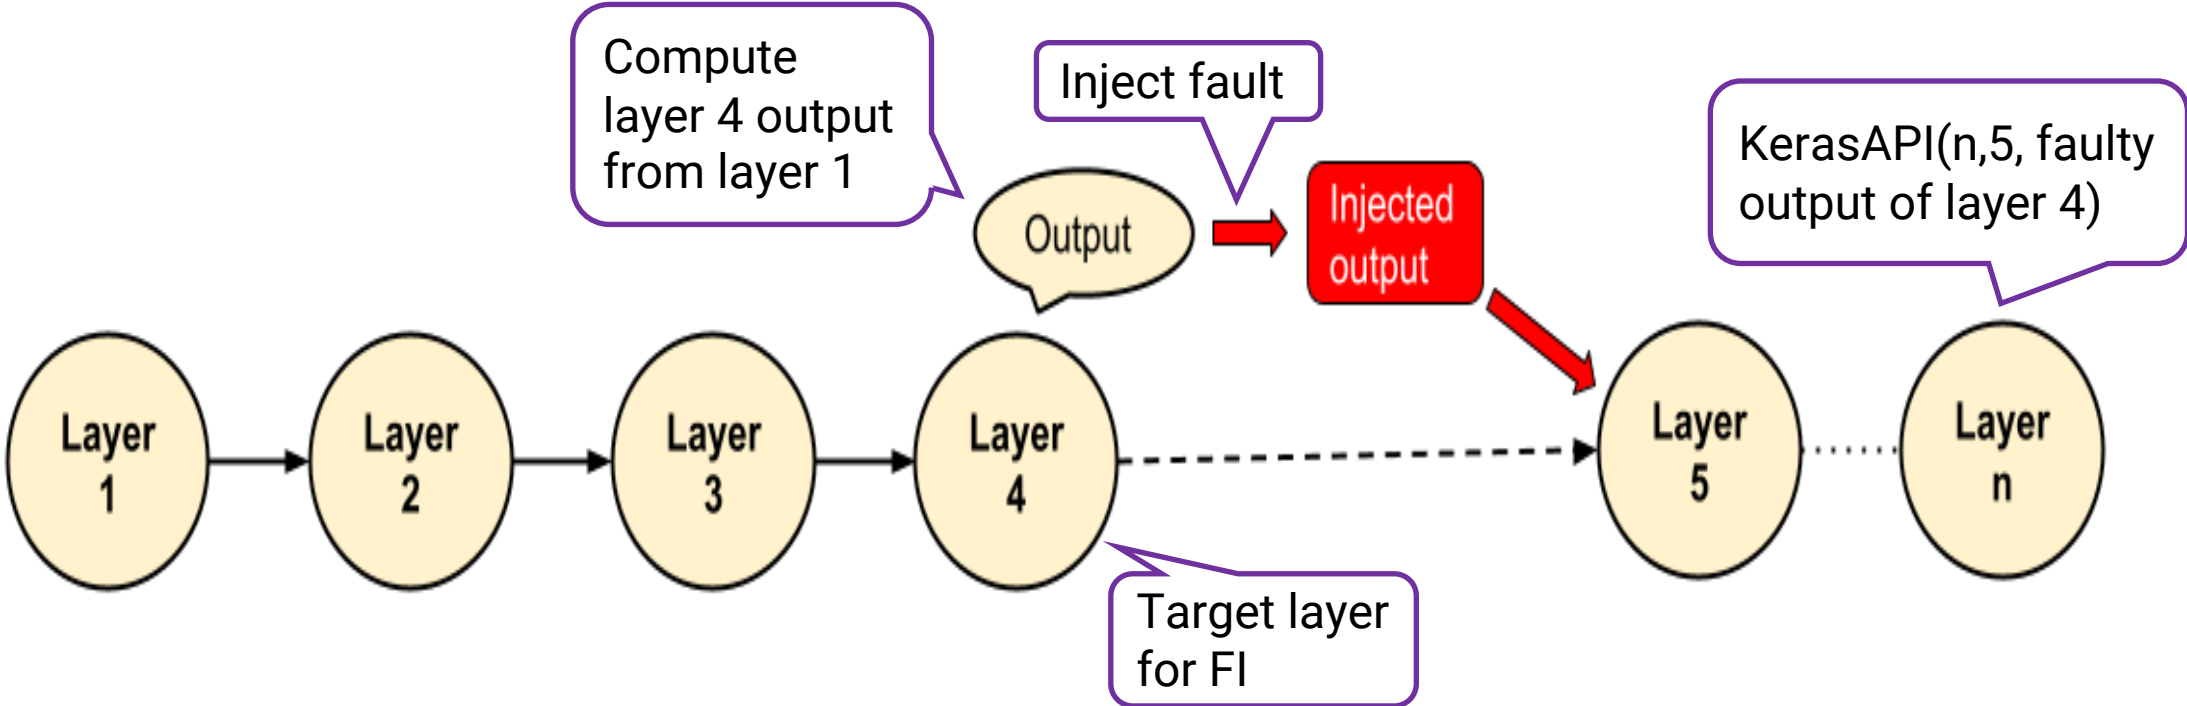 Compute
layer 4 output
from layer 1
Inject fault
KerasAPI(n,5, faulty
output of layer 4)
Output
Injected
output
Layer
1
Layer
2
Layer
3
Layer
4
Layer
5
Layer
n
Target layer
for FI